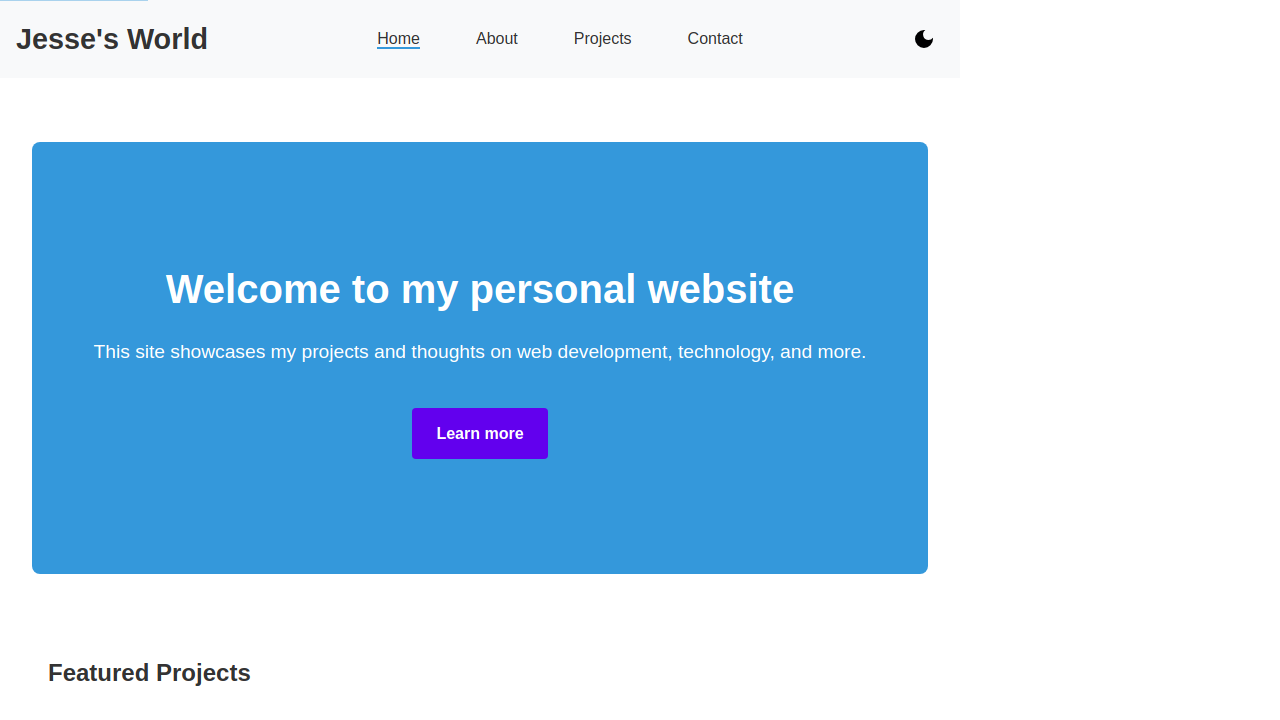 Jesse's World
Home
About
Projects
Contact
Welcome to my personal website
This site showcases my projects and thoughts on web development, technology, and more.
Learn more
Featured Projects